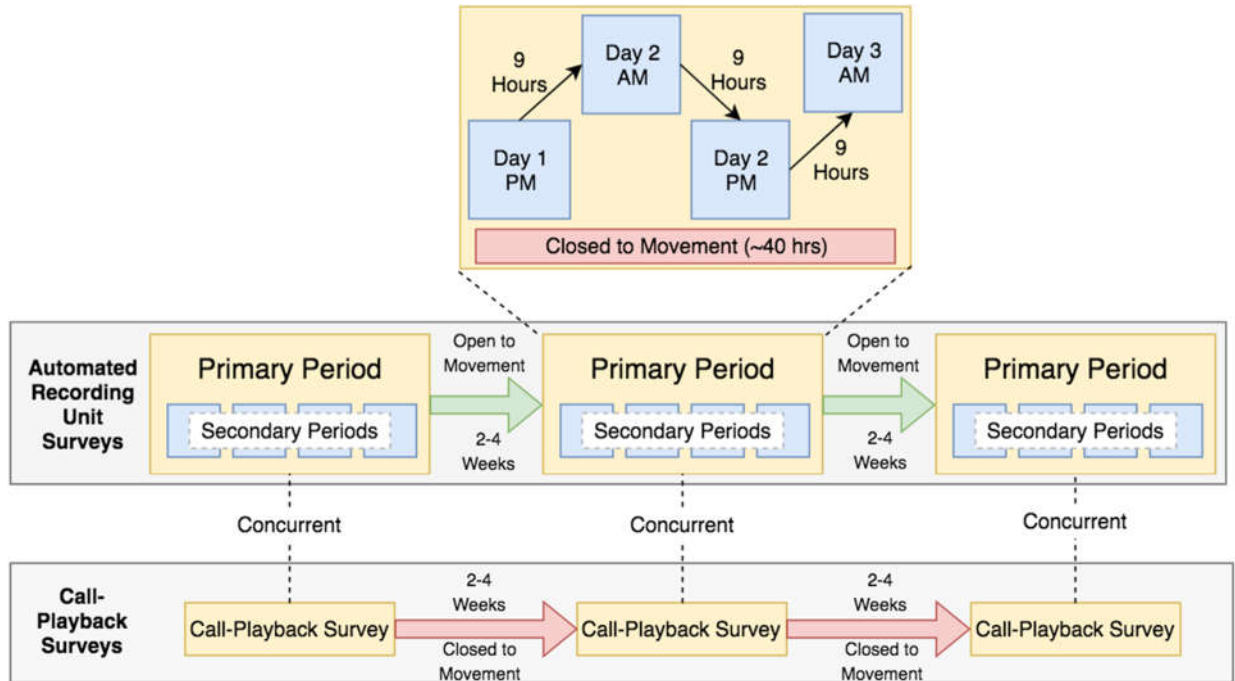 9
Hours
Day 2
AM
9
Hours
Day 3
AM
Day 1
PM
Day 2
PM
9
Hours
Closed to Movement (~40 hrs)
Automated
Recording
Unit
Surveys
Primary Period
Secondary Periods
Open to
Movement
2-4
Weeks
Primary Period
Secondary Periods
Open to
Movement
2-4
Weeks
Primary Period
Secondary Periods
Concurrent
Concurrent
Concurrent
Call-
Playback
Surveys
Call-Playback Survey
2-4
Weeks
Closed to
Movement
Call-Playback Survey
2-4
Weeks
Closed to
Movement
Call-Playback Survey